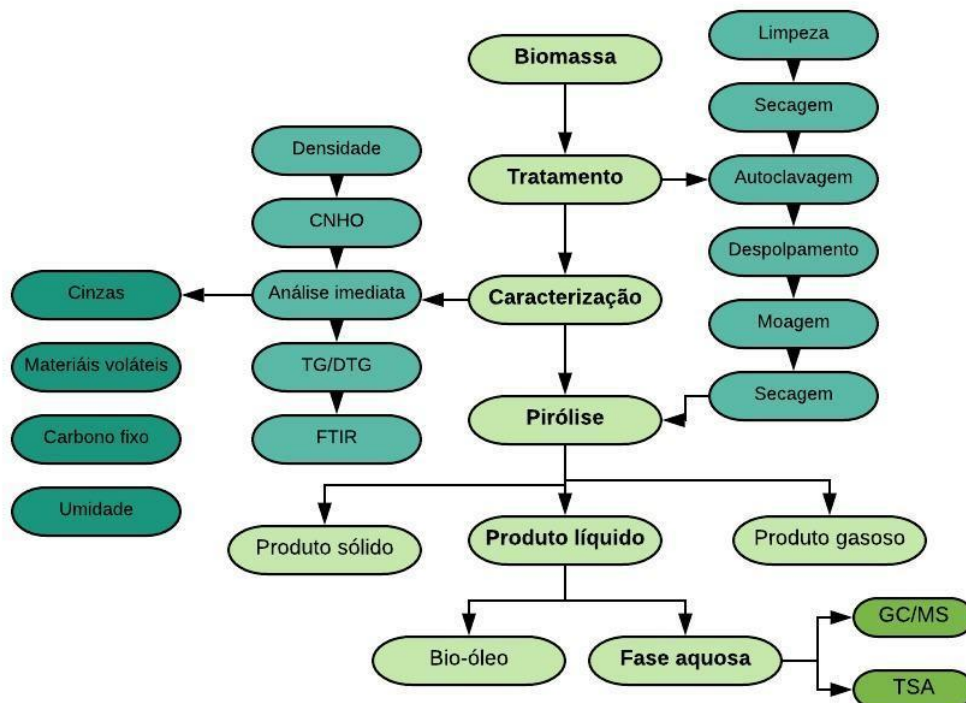 Limpeza
Biomassa
Secagem
Densidade
Tratamento
Autoclavagem
CNHO
Despolpamento
Cinzas
Análise imediata
Caracterização
Moagem
Materiáis voláteis
TG/DTG
Secagem
Pirólise
Carbono fixo
FTIR
Umidade
Produto sólido
Produto líquido
Produto gasoso
GC/MS
Bio-óleo
Fase aquosa
TSA